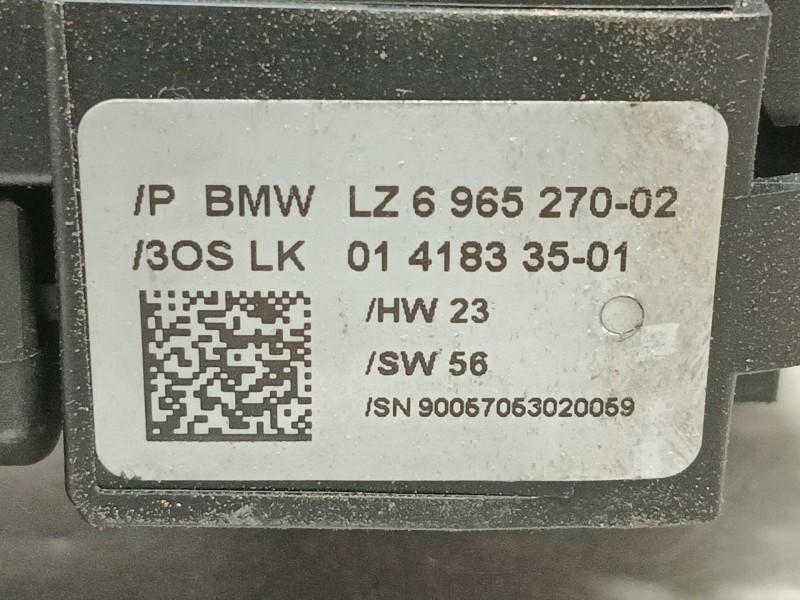 /P BMW LZ 6 965 270-02
/3OS LK 01 4183 35-01
/HW 23
/SW 56
/SN 90057053020059